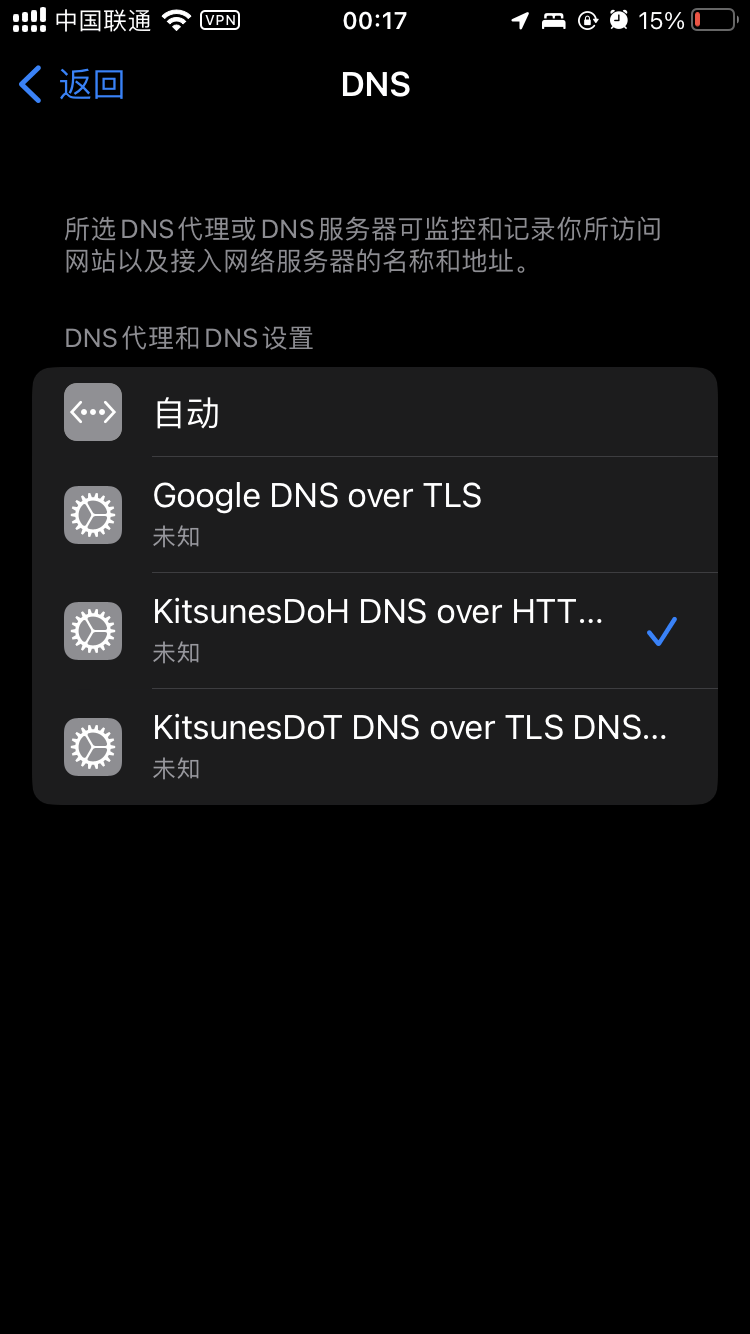 中国联通 VPN 00:17 15%
返回 DNS
所选DNS代理或DNS服务器可监控和记录你所访问
网站以及接入网络服务器的名称和地址。
DNS代理和DNS设置
自动
Google DNS over TLS
未知
KitsunesDoH DNS over HTT...
未知
KitsunesDoT DNS over TLS DNS...
未知